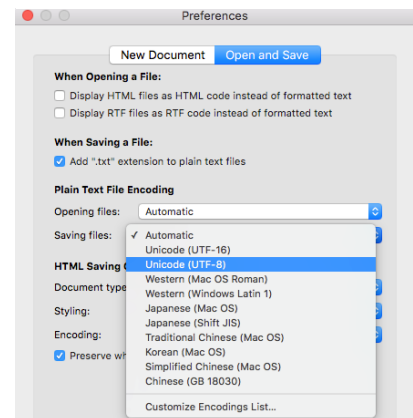 Preferences
New Document Open and Save
When Opening a File:
Display HTML files as HTML code instead of formatted text
Display RTF files as RTF code instead of formatted text
When Saving a File:
Add ".txt" extension to plain text files
Plain Text File Encoding
Opening files: Automatic
Saving files: ✓ Automatic
Unicode (UTF-16)
HTML Saving Unicode (UTF-8)
Western (Mac OS Roman)
Document type Western (Windows Latin 1)
Japanese (Mac OS)
Styling: Japanese (Shift JIS)
Encoding: Traditional Chinese (Mac OS)
Korean (Mac OS)
Preserve wh Simplified Chinese (Mac OS)
Chinese (GB 18030)
Customize Encodings List...